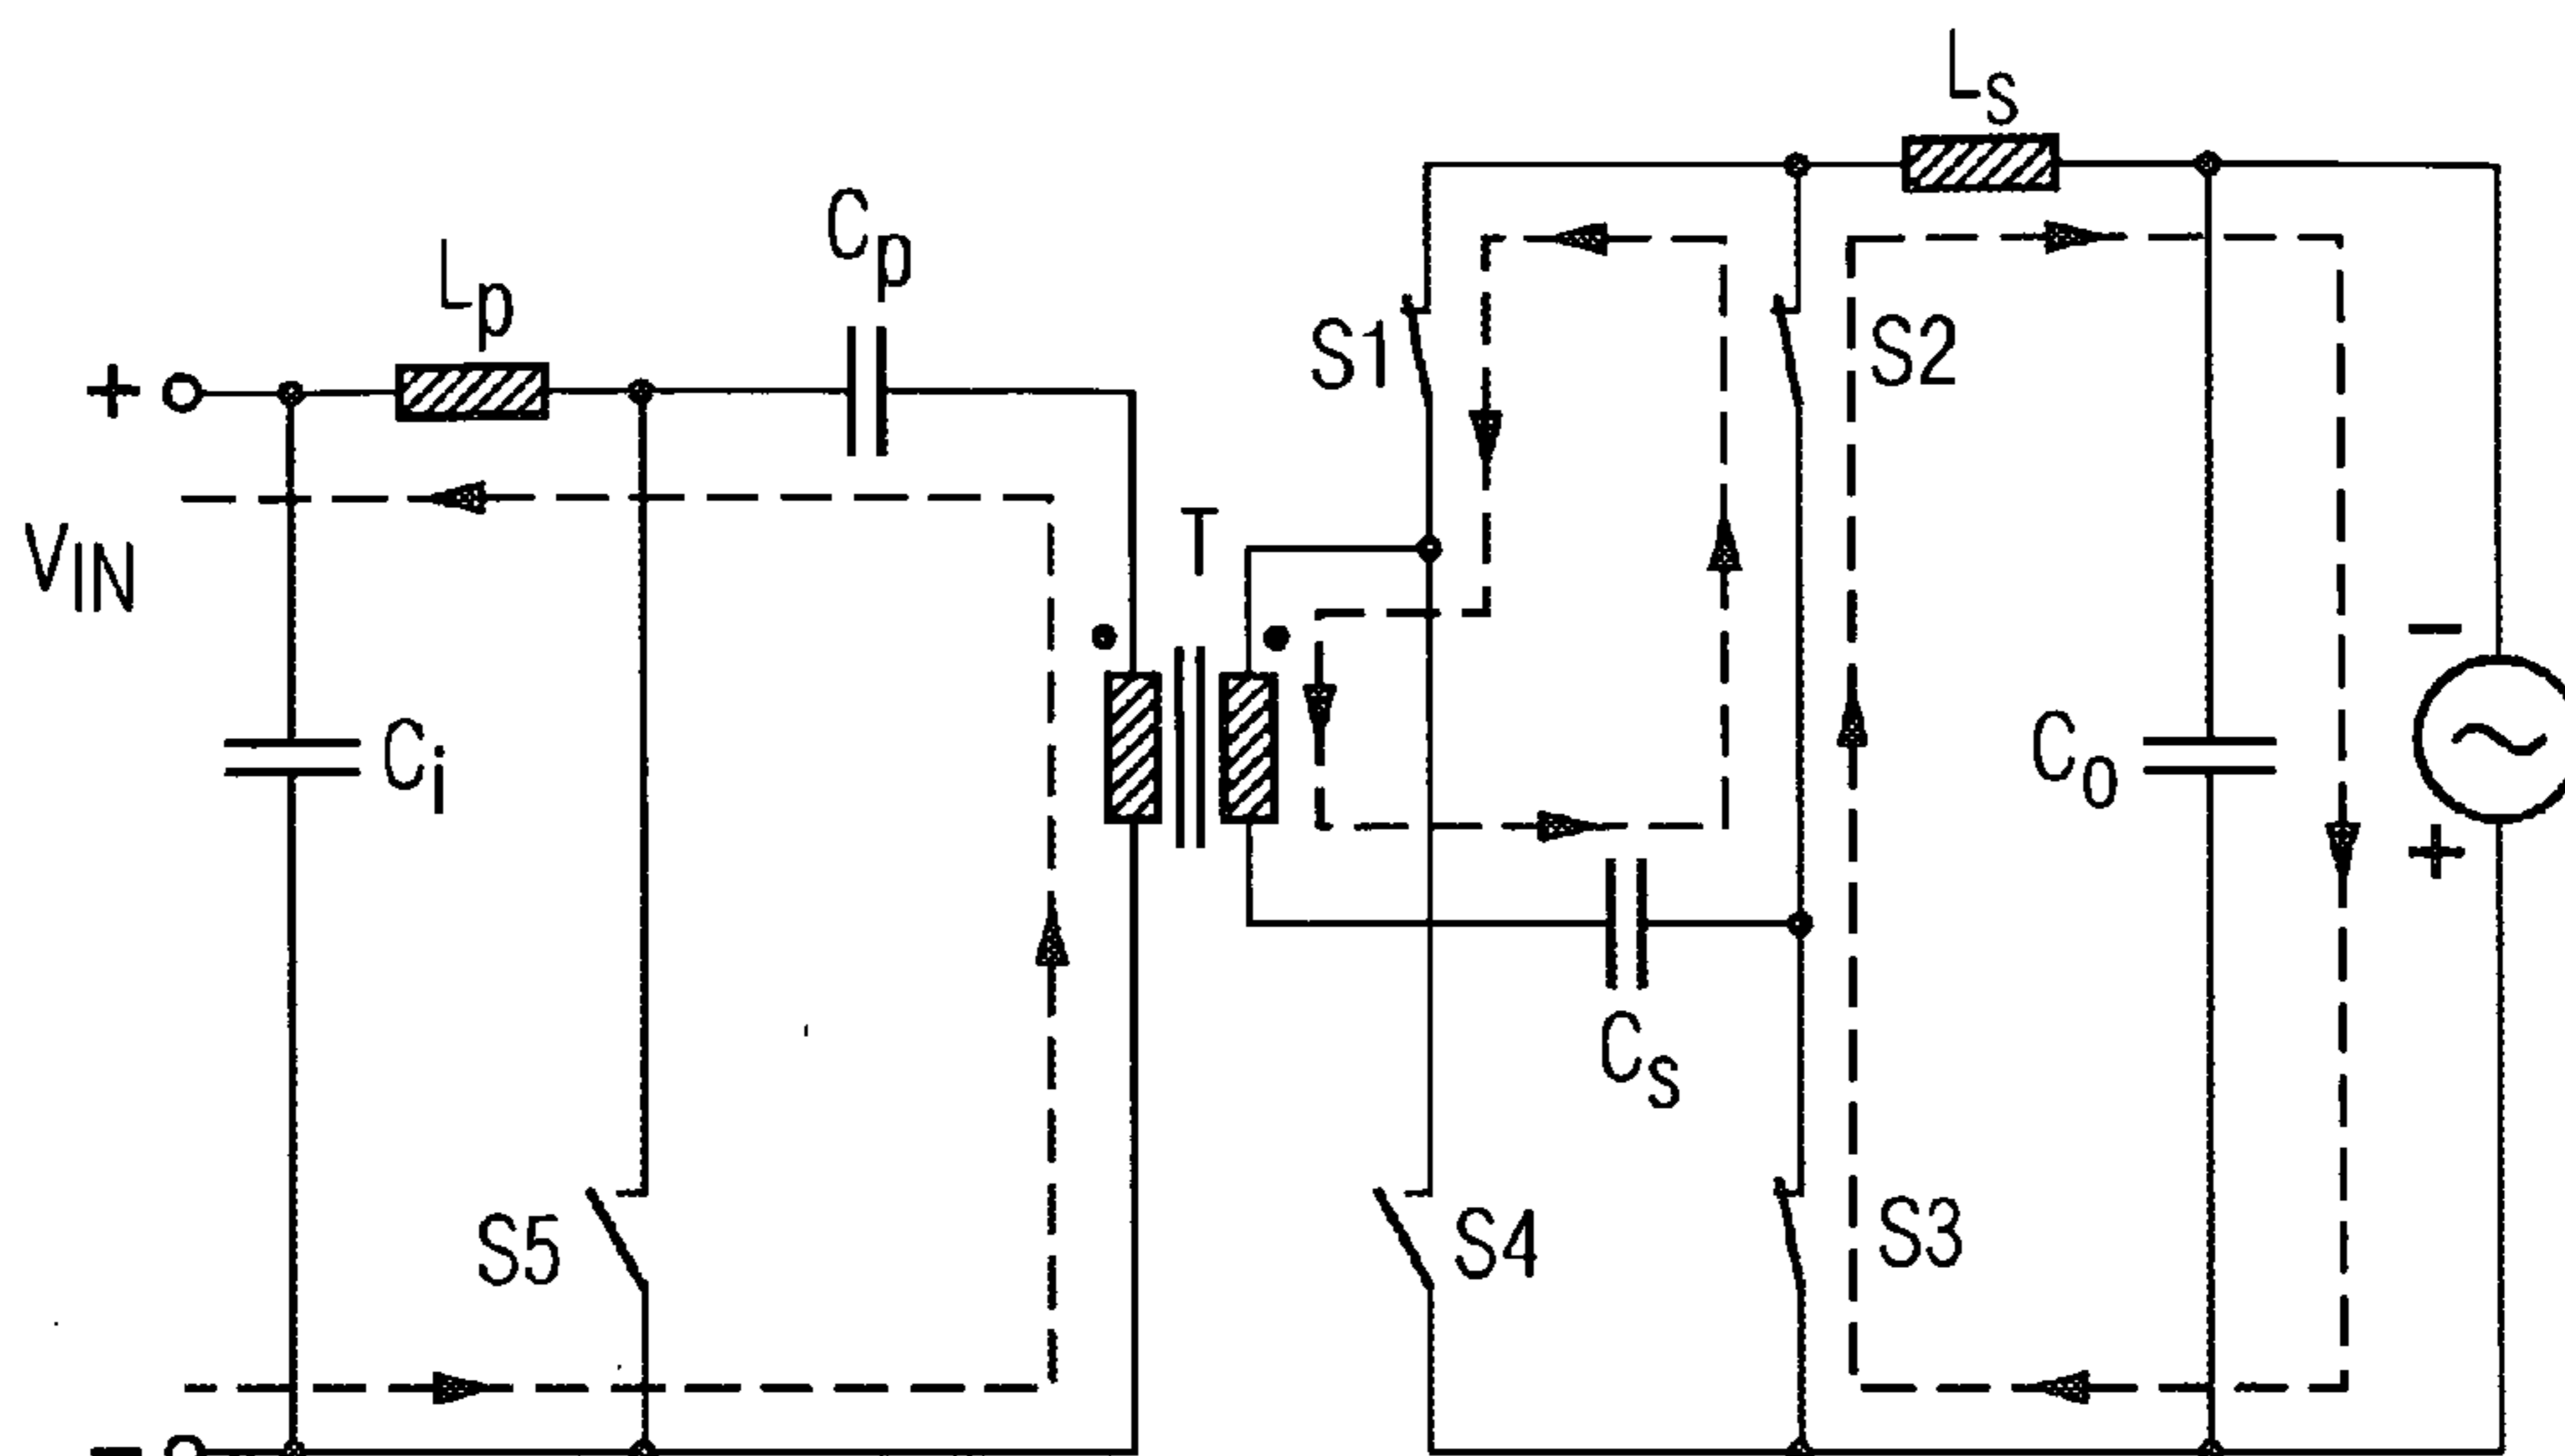 Ls
Cp
Lp
+
S1
S2
VIN
T
-
Ci
Co
+
Cs
S5
S4
S3
-